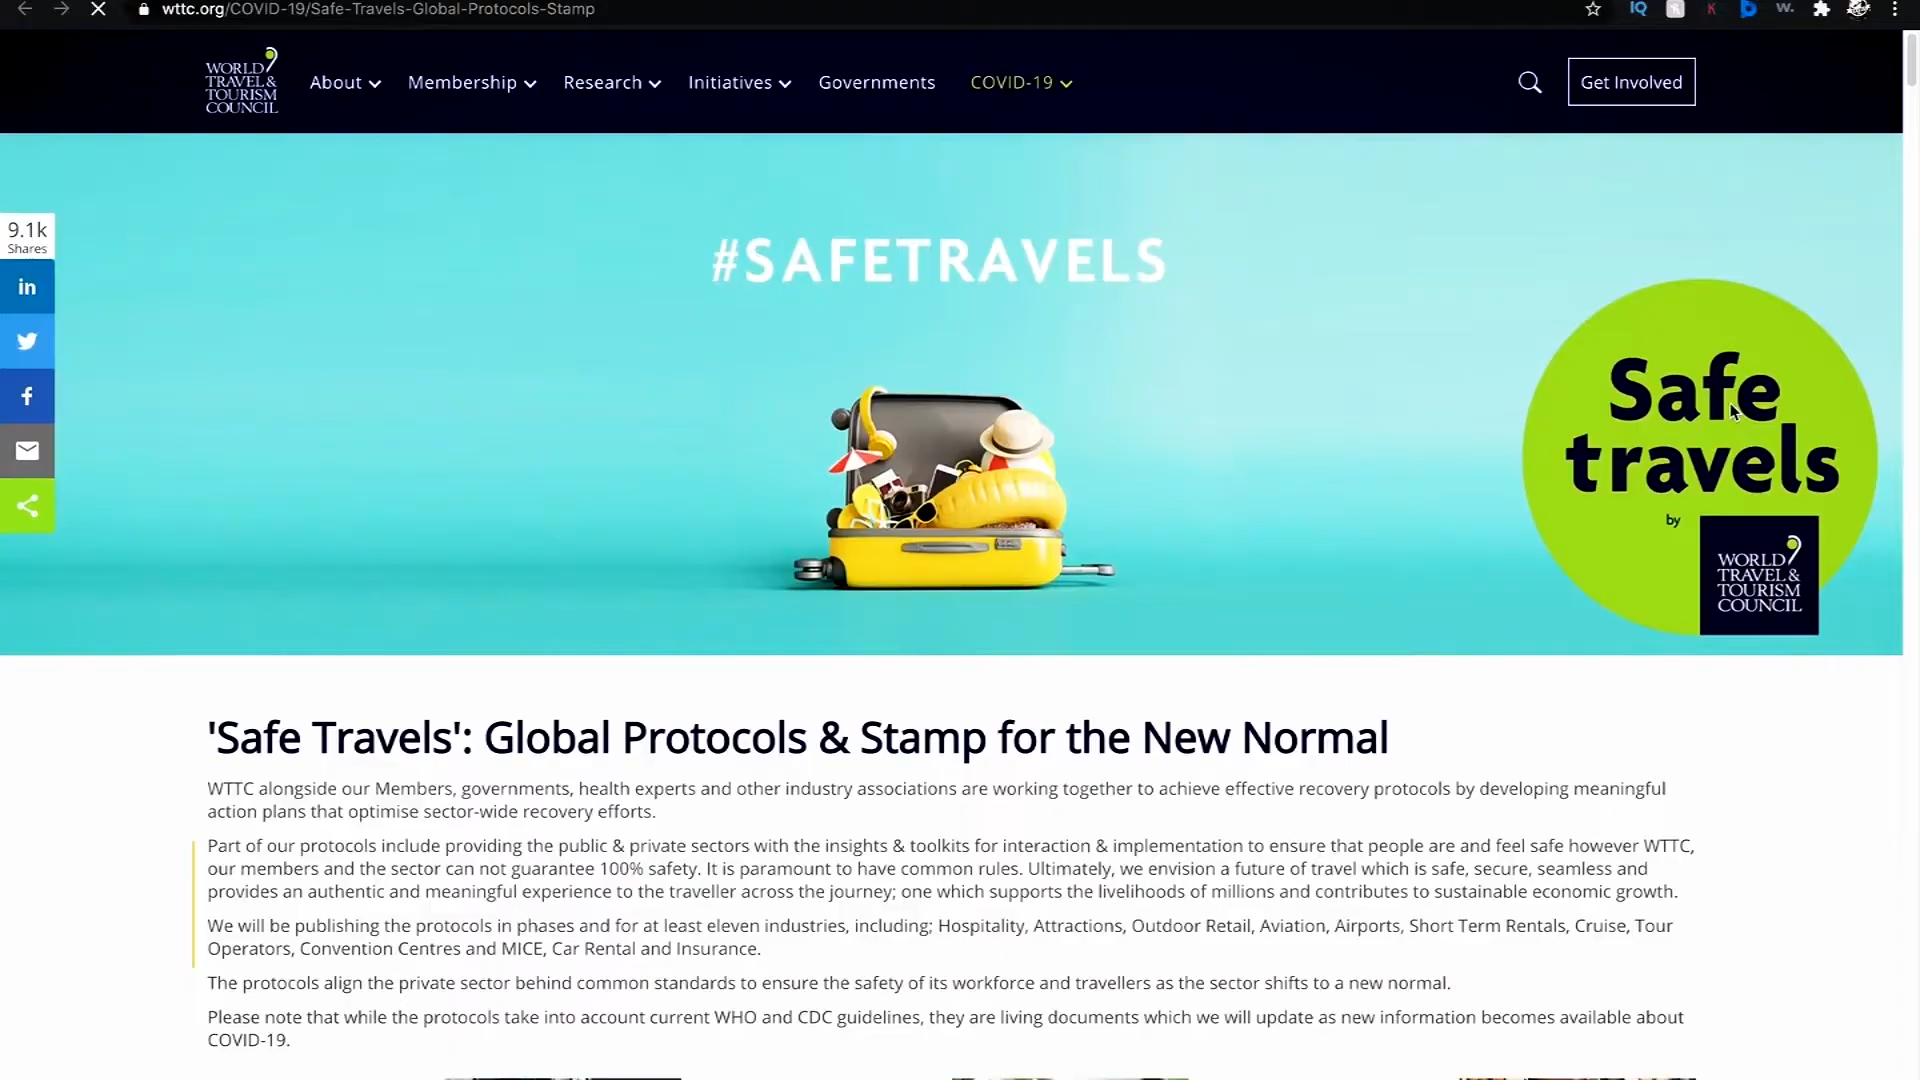 wttc.org/COVID-19/Safe-Travels-Global-Protocols-Stamp
IQ
K
w.
WORLD
TRAVEL &
TOURISM
COUNCIL
About
Membership
Research
Initiatives
Governments
COVID-19
Get Involved
#SAFETRAVELS
9.1k
Shares
in
f
Safe
travels
by
WORLD
TRAVEL &
TOURISM
COUNCIL
'Safe Travels': Global Protocols & Stamp for the New Normal
WTTC alongside our Members, governments, health experts and other industry associations are working together to achieve effective recovery protocols by developing meaningful
action plans that optimise sector-wide recovery efforts.
Part of our protocols include providing the public & private sectors with the insights & toolkits for interaction & implementation to ensure that people are and feel safe however WTTC,
our members and the sector can not guarantee 100% safety. It is paramount to have common rules. Ultimately, we envision a future of travel which is safe, secure, seamless and
provides an authentic and meaningful experience to the traveller across the journey; one which supports the livelihoods of millions and contributes to sustainable economic growth.
We will be publishing the protocols in phases and for at least eleven industries, including; Hospitality, Attractions, Outdoor Retail, Aviation, Airports, Short Term Rentals, Cruise, Tour
Operators, Convention Centres and MICE, Car Rental and Insurance.
The protocols align the private sector behind common standards to ensure the safety of its workforce and travellers as the sector shifts to a new normal.
Please note that while the protocols take into account current WHO and CDC guidelines, they are living documents which we will update as new information becomes available about
COVID-19.